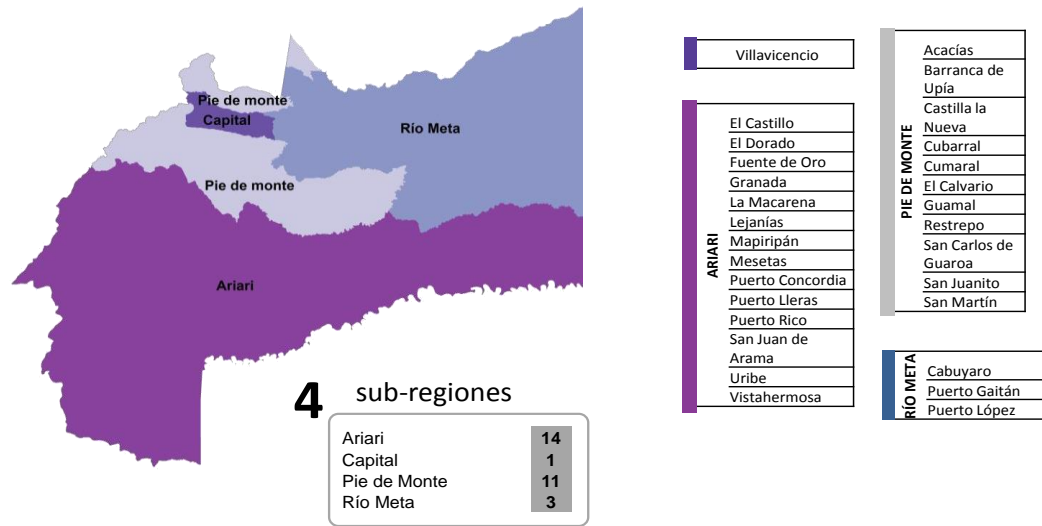 Pie de monte
Capital
Río Meta
Pie de monte
Ariari
4 sub-regiones
Ariari 14
Capital 1
Pie de Monte 11
Río Meta 3
Villavicencio
ARIARI
El Castillo
El Dorado
Fuente de Oro
Granada
La Macarena
Lejanías
Mapiripán
Mesetas
Puerto Concordia
Puerto Lleras
Puerto Rico
San Juan de
Arama
Uribe
Vistahermosa
PIE DE MONTE
Acacías
Barranca de
Upía
Castilla la
Nueva
Cubarral
Cumaral
El Calvario
Guamal
Restrepo
San Carlos de
Guaroa
San Juanito
San Martín
RÍO META
Cabuyaro
Puerto Gaitán
Puerto López